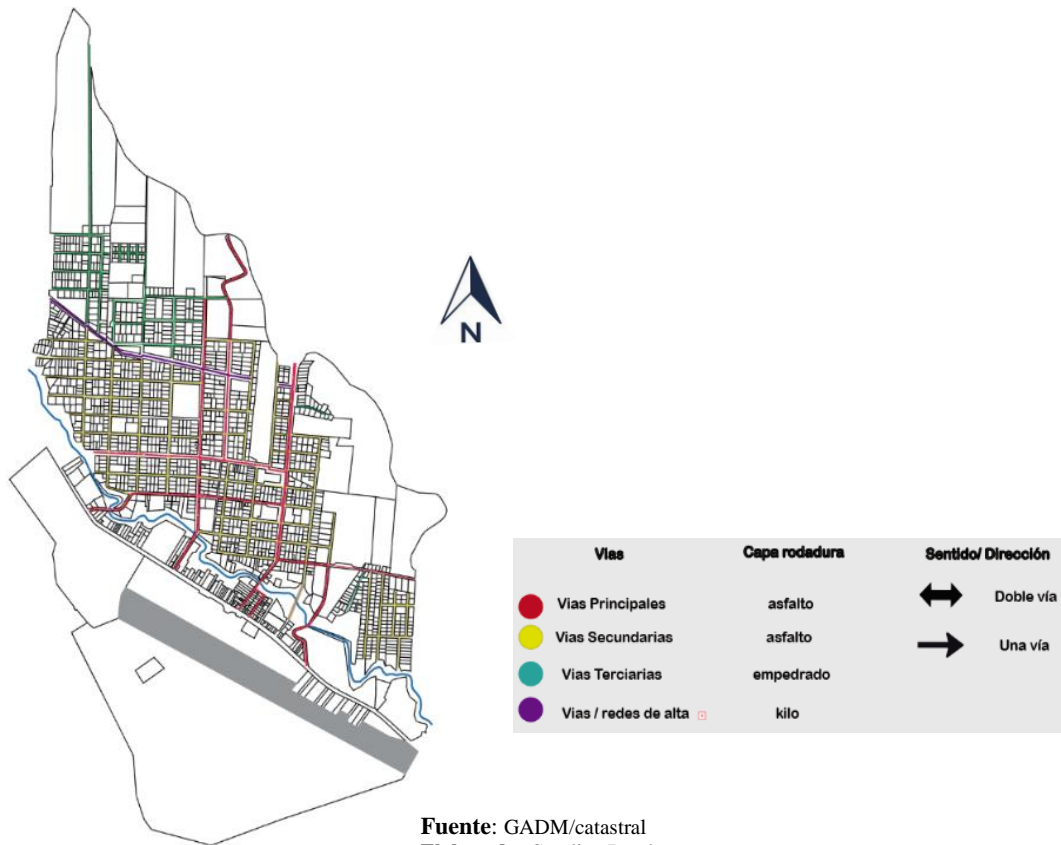 N
Vias Capa rodadura Sentido/ Dirección
Vias Principales asfalto Doble vía
Vias Secundarias asfalto Una vía
Vias Terciarias empedrado
Vias / redes de alta kilo
Fuente: GADM/catastral